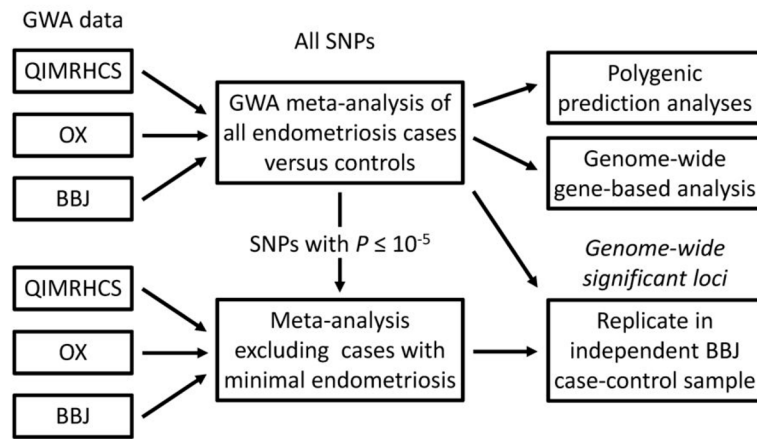 GWA data
All SNPs
QIMRHCS
OX
BBJ
GWA meta-analysis of
all endometriosis cases
versus controls
Polygenic
prediction analyses
Genome-wide
gene-based analysis
SNPs with P ≤ 10⁻⁵
Genome-wide
significant loci
QIMRHCS
OX
BBJ
Meta-analysis
excluding cases with
minimal endometriosis
Replicate in
independent BBJ
case-control sample